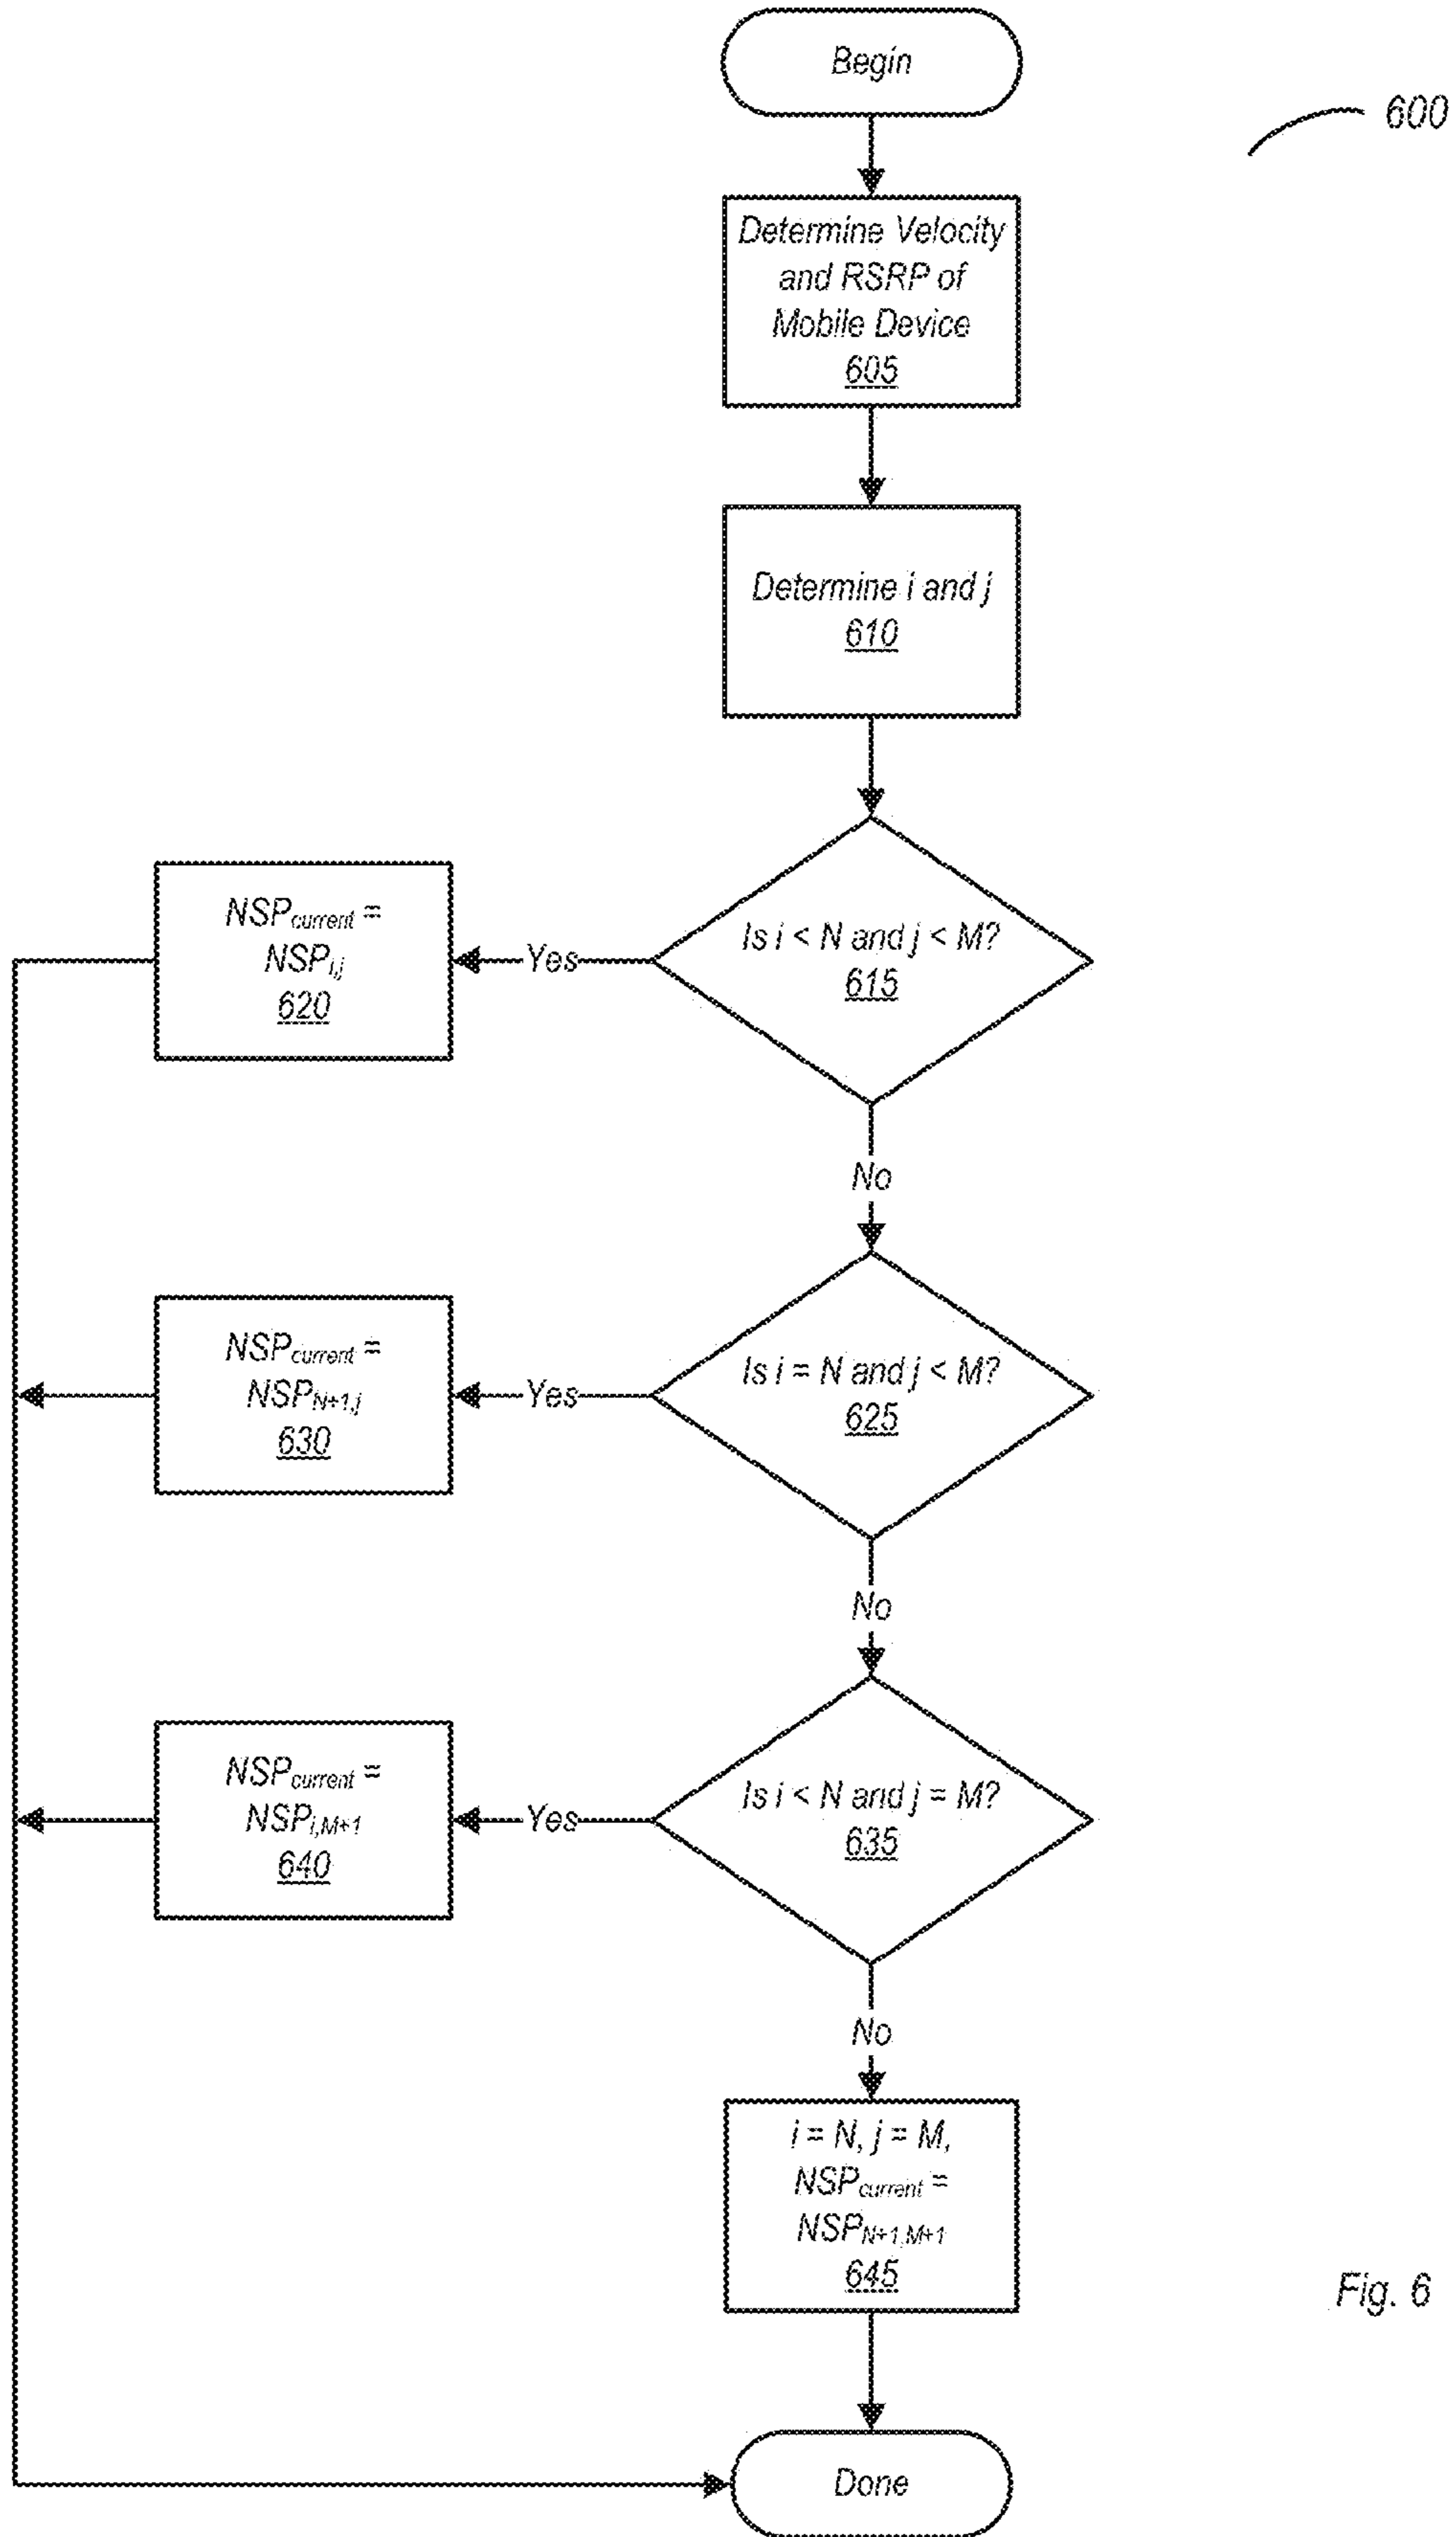 Begin
600
Determine Velocity
and RSRP of
Mobile Device
605
Determine i and j
610
Is i < N and j < M?
615
Yes
NSPcurrent =
NSPi,j
620
No
Is i = N and j < M?
625
Yes
NSPcurrent =
NSPN+1,j
630
No
Is i < N and j = M?
635
Yes
NSPcurrent =
NSPi,M+1
640
No
i = N, j = M,
NSPcurrent =
NSPN+1,M+1
645
Fig. 6
Done